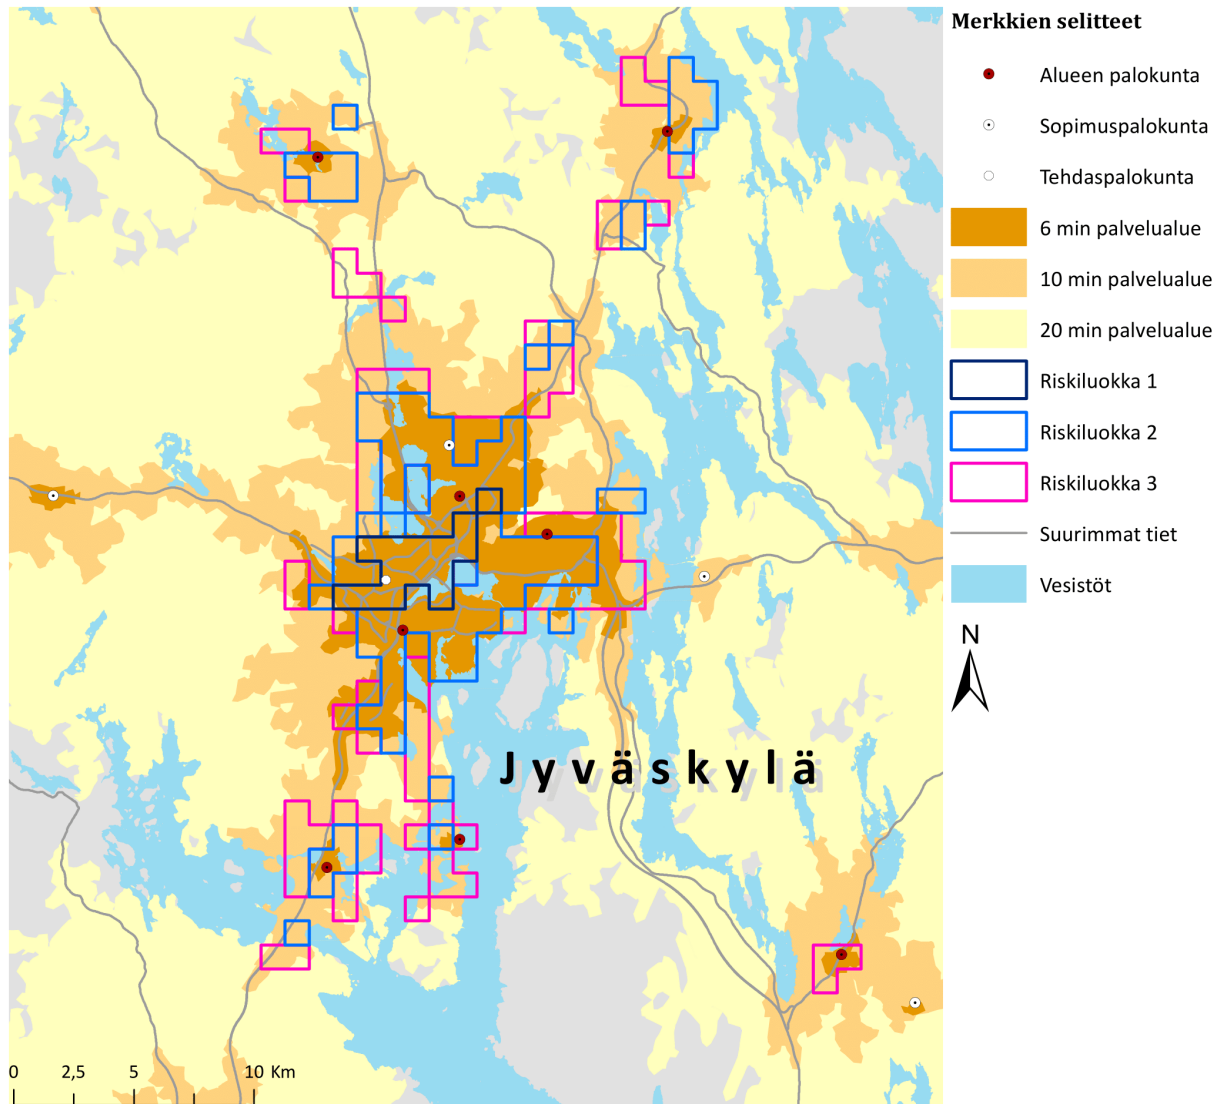 Merkkien selitteet
Alueen palokunta
Sopimuspalokunta
Tehdaspalokunta
6 min palvelualue
10 min palvelualue
20 min palvelualue
Riskiluokka 1
Riskiluokka 2
Riskiluokka 3
Suurimmat tiet
Vesistöt
N
Jyväskylä
0 2,5 5 10 Km